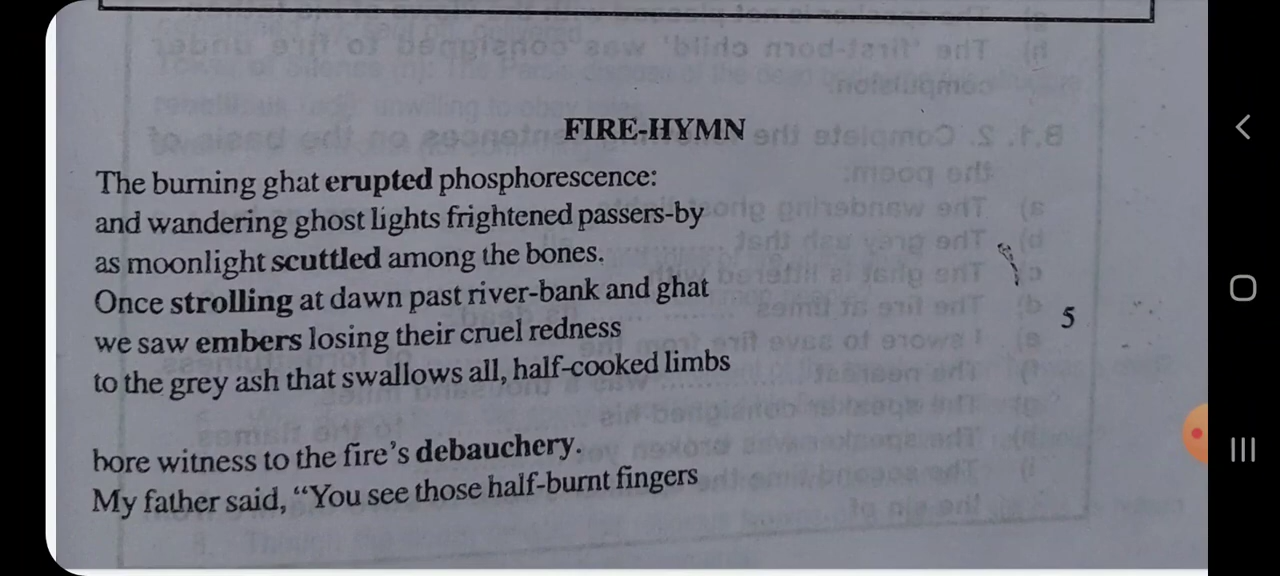 FIRE-HYMN
The burning ghat erupted phosphorescence:
and wandering ghost lights frightened passers-by
as moonlight scuttled among the bones.
Once strolling at dawn past river-bank and ghat
we saw embers losing their cruel redness 5
to the grey ash that swallows all, half-cooked limbs
bore witness to the fire's debauchery.
My father said, “You see those half-burnt fingers